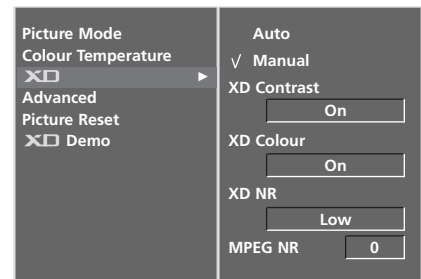 Picture Mode
Colour Temperature
XD
Advanced
Picture Reset
XD Demo
Auto
√ Manual
XD Contrast
On
XD Colour
On
XD NR
Low
MPEG NR 0